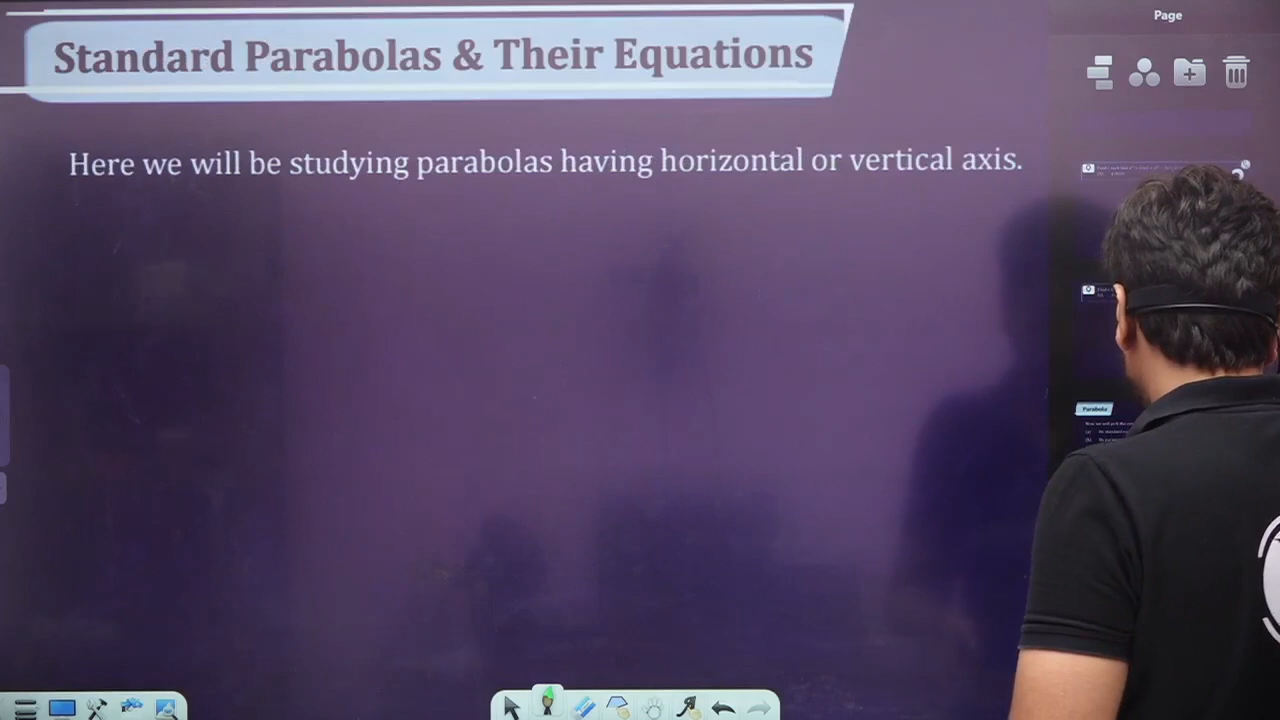 Standard Parabolas & Their Equations
Page
Here we will be studying parabolas having horizontal or vertical axis.
Parabola